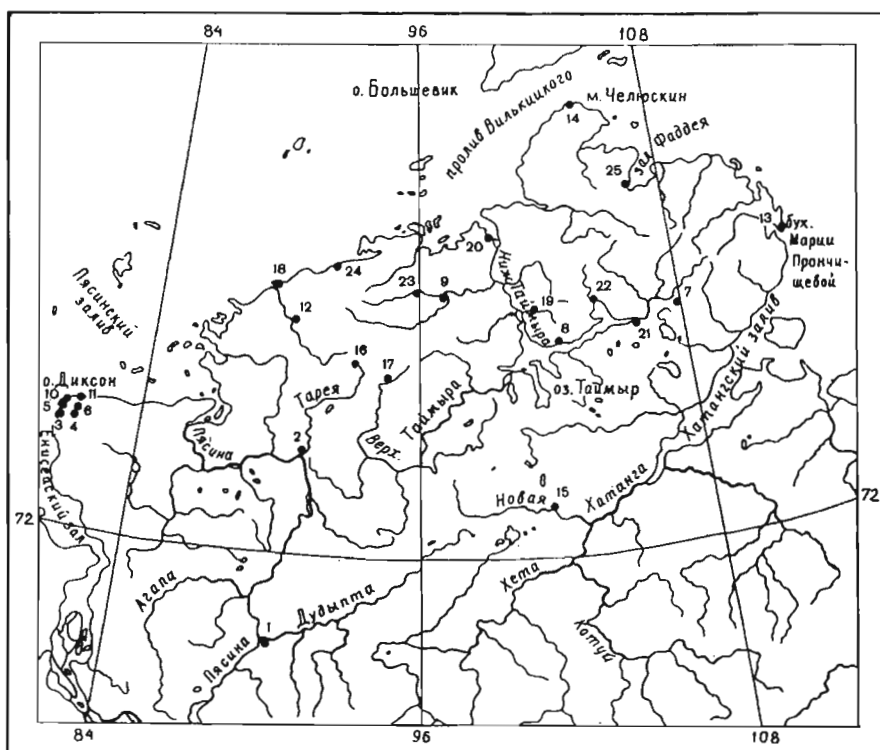 84 96 108
о. Большевик
пролив Вилькицкого
м. Челюскин
14
зал Фаддея
25
13
бух.
Марии
Прончи-
щевой
20
24
18
23 9
Ниж. Таймыра
19
22
7
12
8
21
Пясинский
залив
16
17
оз. Таймыр
Хатангский залив
о. Диксон
10 11
5 6
3 4
Тарея
Верх. Таймыра
Пясина
2
Енисейский зал.
в
Новая
15
Хатанга
72
72
Агапа
Дудыпта
Хета
1
Пясина
Котуй
84 96 108